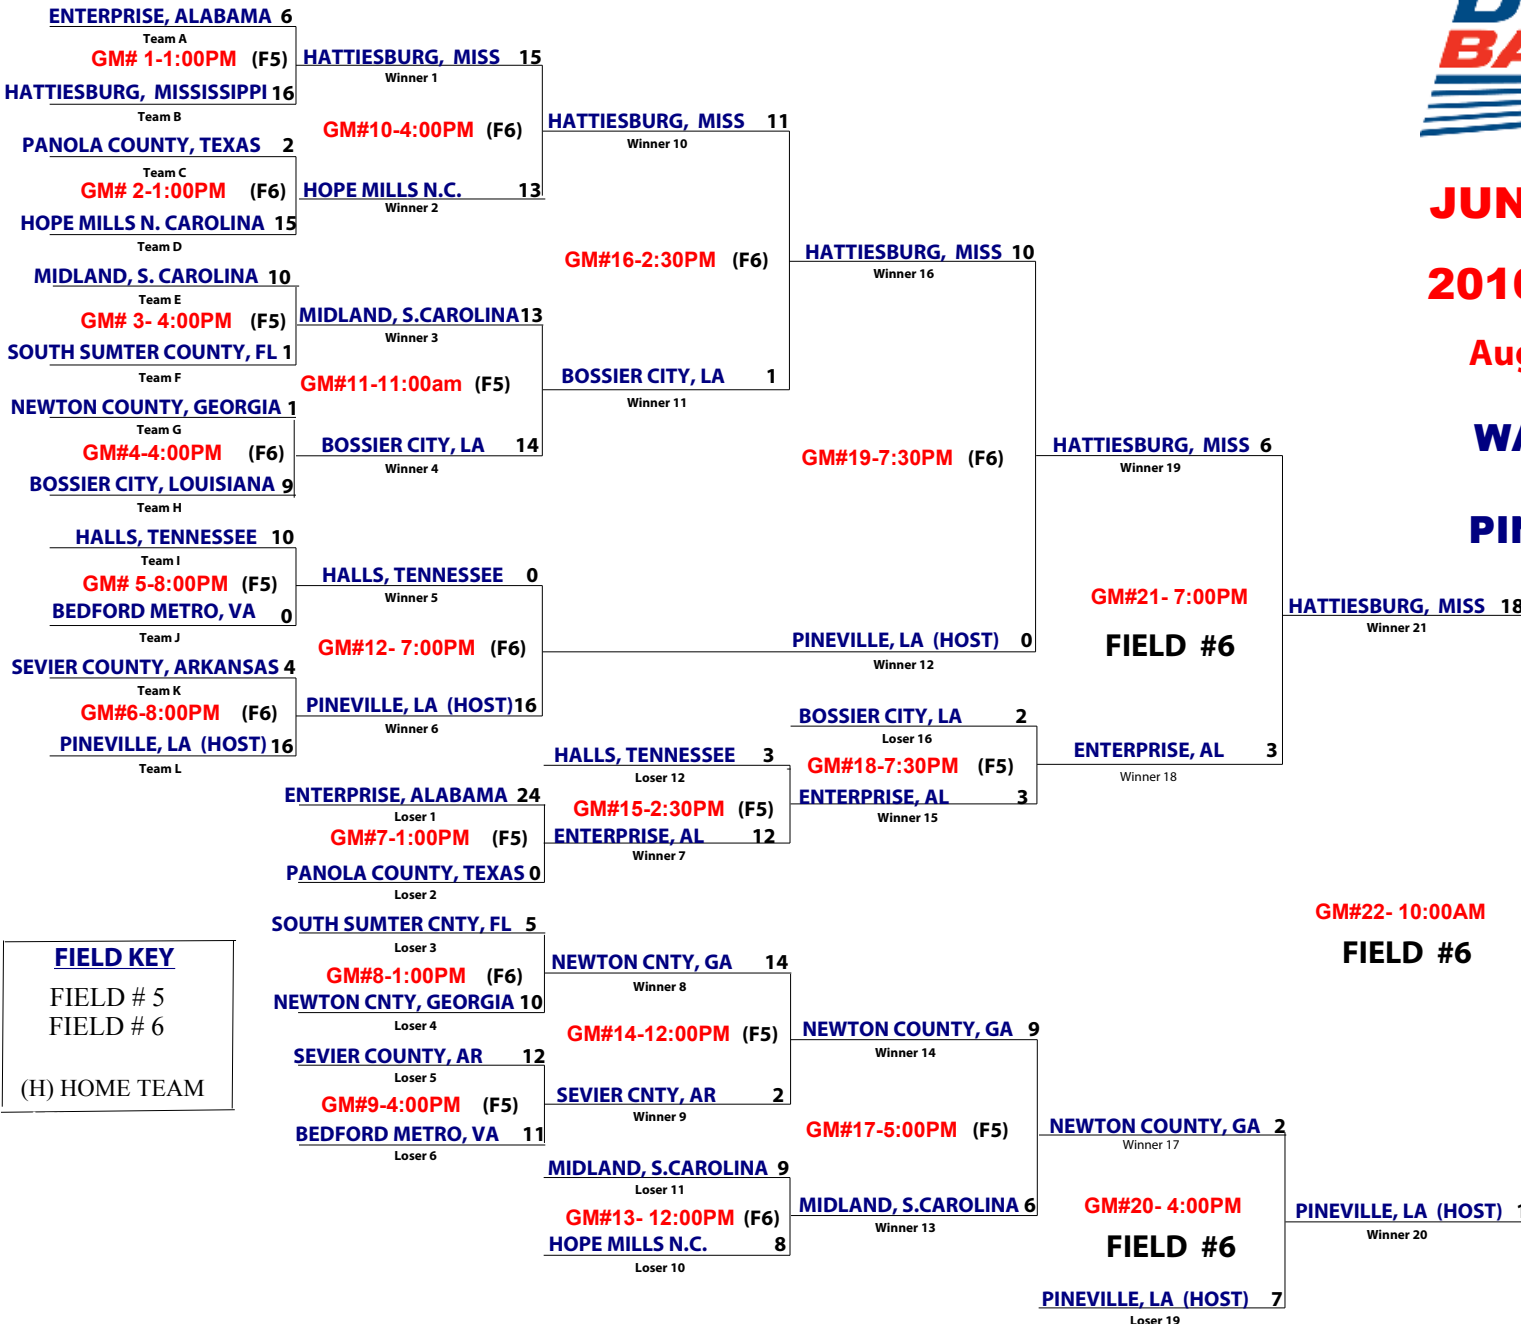 ENTERPRISE, ALABAMA 6
Team A
GM# 1-1:00PM (F5)
HATTIESBURG, MISSISSIPPI 16
Team B
PANOLA COUNTY, TEXAS 2
Team C
GM# 2-1:00PM (F6)
HOPE MILLS N. CAROLINA 15
Team D
MIDLAND, S. CAROLINA 10
Team E
GM# 3- 4:00PM (F5)
SOUTH SUMTER COUNTY, FL 1
Team F
NEWTON COUNTY, GEORGIA 1
Team G
GM#4-4:00PM (F6)
BOSSIER CITY, LOUISIANA 9
Team H
HALLS, TENNESSEE 10
Team I
GM# 5-8:00PM (F5)
BEDFORD METRO, VA 0
Team J
SEVIER COUNTY, ARKANSAS 4
Team K
GM#6-8:00PM (F6)
PINEVILLE, LA (HOST) 16
Team L
HATTIESBURG, MISS 15
Winner 1
GM#10-4:00PM (F6)
HOPE MILLS N.C. 13
Winner 2
MIDLAND, S.CAROLINA 13
Winner 3
GM#11-11:00am (F5)
BOSSIER CITY, LA 14
Winner 4
HALLS, TENNESSEE 0
Winner 5
GM#12- 7:00PM (F6)
PINEVILLE, LA (HOST) 16
Winner 6
ENTERPRISE, ALABAMA 24
Loser 1
GM#7-1:00PM (F5)
PANOLA COUNTY, TEXAS 0
Loser 2
SOUTH SUMTER CNTY, FL 5
Loser 3
GM#8-1:00PM (F6)
NEWTON CNTY, GEORGIA 10
Loser 4
SEVIER COUNTY, AR 12
Loser 5
GM#9-4:00PM (F5)
BEDFORD METRO, VA 11
Loser 6
HATTIESBURG, MISS 11
Winner 10
GM#16-2:30PM (F6)
BOSSIER CITY, LA 1
Winner 11
HALLS, TENNESSEE 3
Loser 12
GM#15-2:30PM (F5)
ENTERPRISE, AL 12
Winner 7
NEWTON CNTY, GA 14
Winner 8
GM#14-12:00PM (F5)
SEVIER CNTY, AR 2
Winner 9
MIDLAND, S.CAROLINA 9
Loser 11
GM#13- 12:00PM (F6)
HOPE MILLS N.C. 8
Loser 10
HATTIESBURG, MISS 10
Winner 16
GM#19-7:30PM (F6)
PINEVILLE, LA (HOST) 0
Winner 12
BOSSIER CITY, LA 2
Loser 16
GM#18-7:30PM (F5)
ENTERPRISE, AL 3
Winner 15
NEWTON COUNTY, GA 9
Winner 14
GM#17-5:00PM (F5)
MIDLAND, S.CAROLINA 6
Winner 13
HATTIESBURG, MISS 6
Winner 19
GM#21- 7:00PM
FIELD #6
ENTERPRISE, AL 3
Winner 18
NEWTON COUNTY, GA 2
Winner 17
GM#20- 4:00PM
FIELD #6
PINEVILLE, LA (HOST) 7
Loser 19
HATTIESBURG, MISS 18
Winner 21
GM#22- 10:00AM
FIELD #6
PINEVILLE, LA (HOST)
Winner 20
FIELD KEY
FIELD # 5
FIELD # 6
(H) HOME TEAM
JUN
2010
Aug
PIN